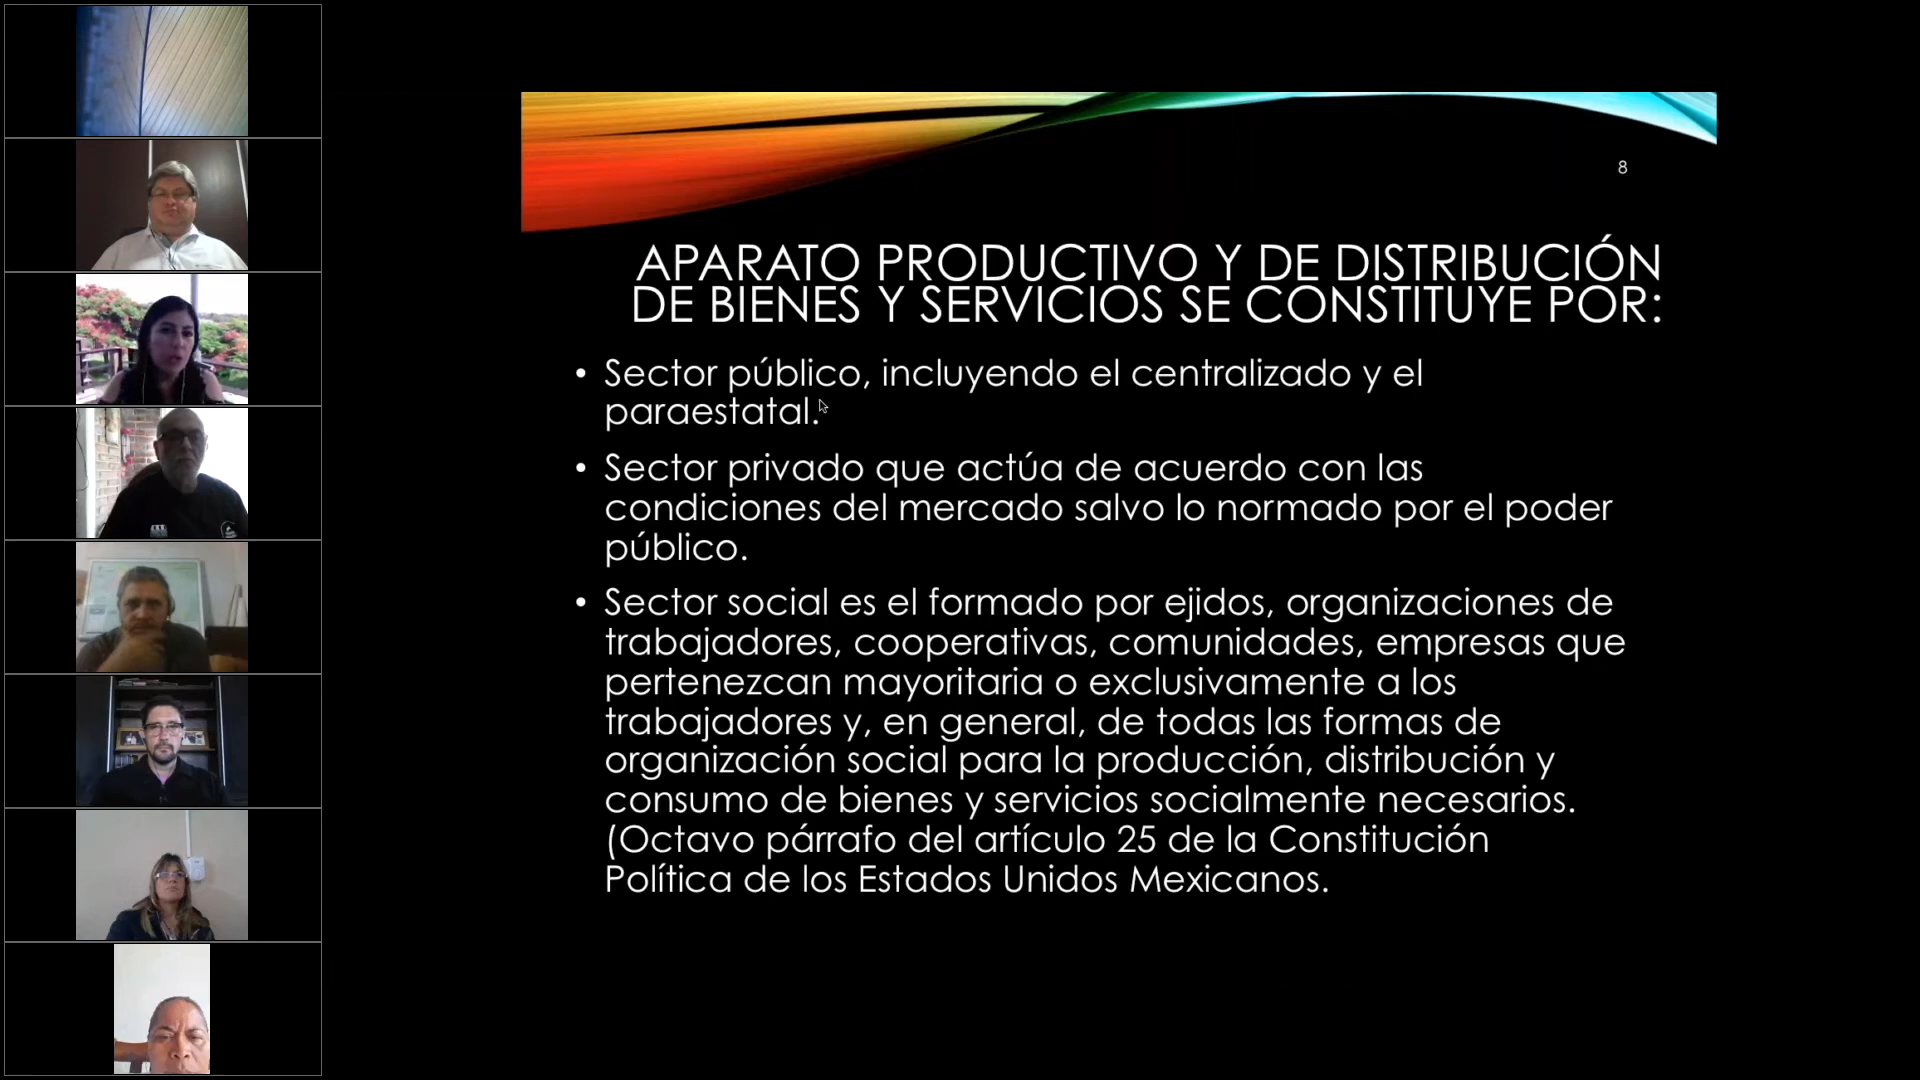 8
APARATO PRODUCTIVO Y DE DISTRIBUCIÓN
DE BIENES Y SERVICIOS SE CONSTITUYE POR:
• Sector público, incluyendo el centralizado y el
paraestatal.
• Sector privado que actúa de acuerdo con las
condiciones del mercado salvo lo normado por el poder
público.
• Sector social es el formado por ejidos, organizaciones de
trabajadores, cooperativas, comunidades, empresas que
pertenezcan mayoritaria o exclusivamente a los
trabajadores y, en general, de todas las formas de
organización social para la producción, distribución y
consumo de bienes y servicios socialmente necesarios.
(Octavo párrafo del artículo 25 de la Constitución
Política de los Estados Unidos Mexicanos.